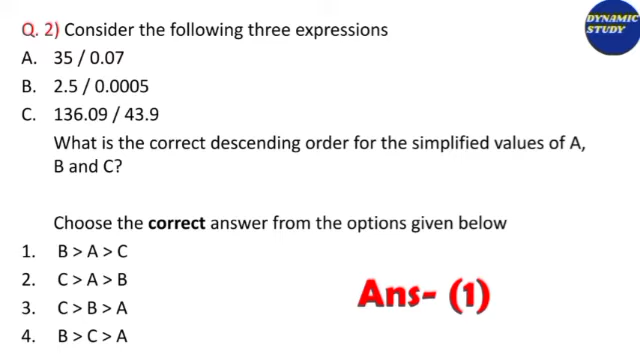 DYNAMIC
STUDY
Q. 2) Consider the following three expressions
A. 35 / 0.07
B. 2.5 / 0.0005
C. 136.09 / 43.9
What is the correct descending order for the simplified values of A,
B and C?
Choose the correct answer from the options given below
1. B > A > C
2. C > A > B
3. C > B > A
4. B > C > A
Ans- (1)